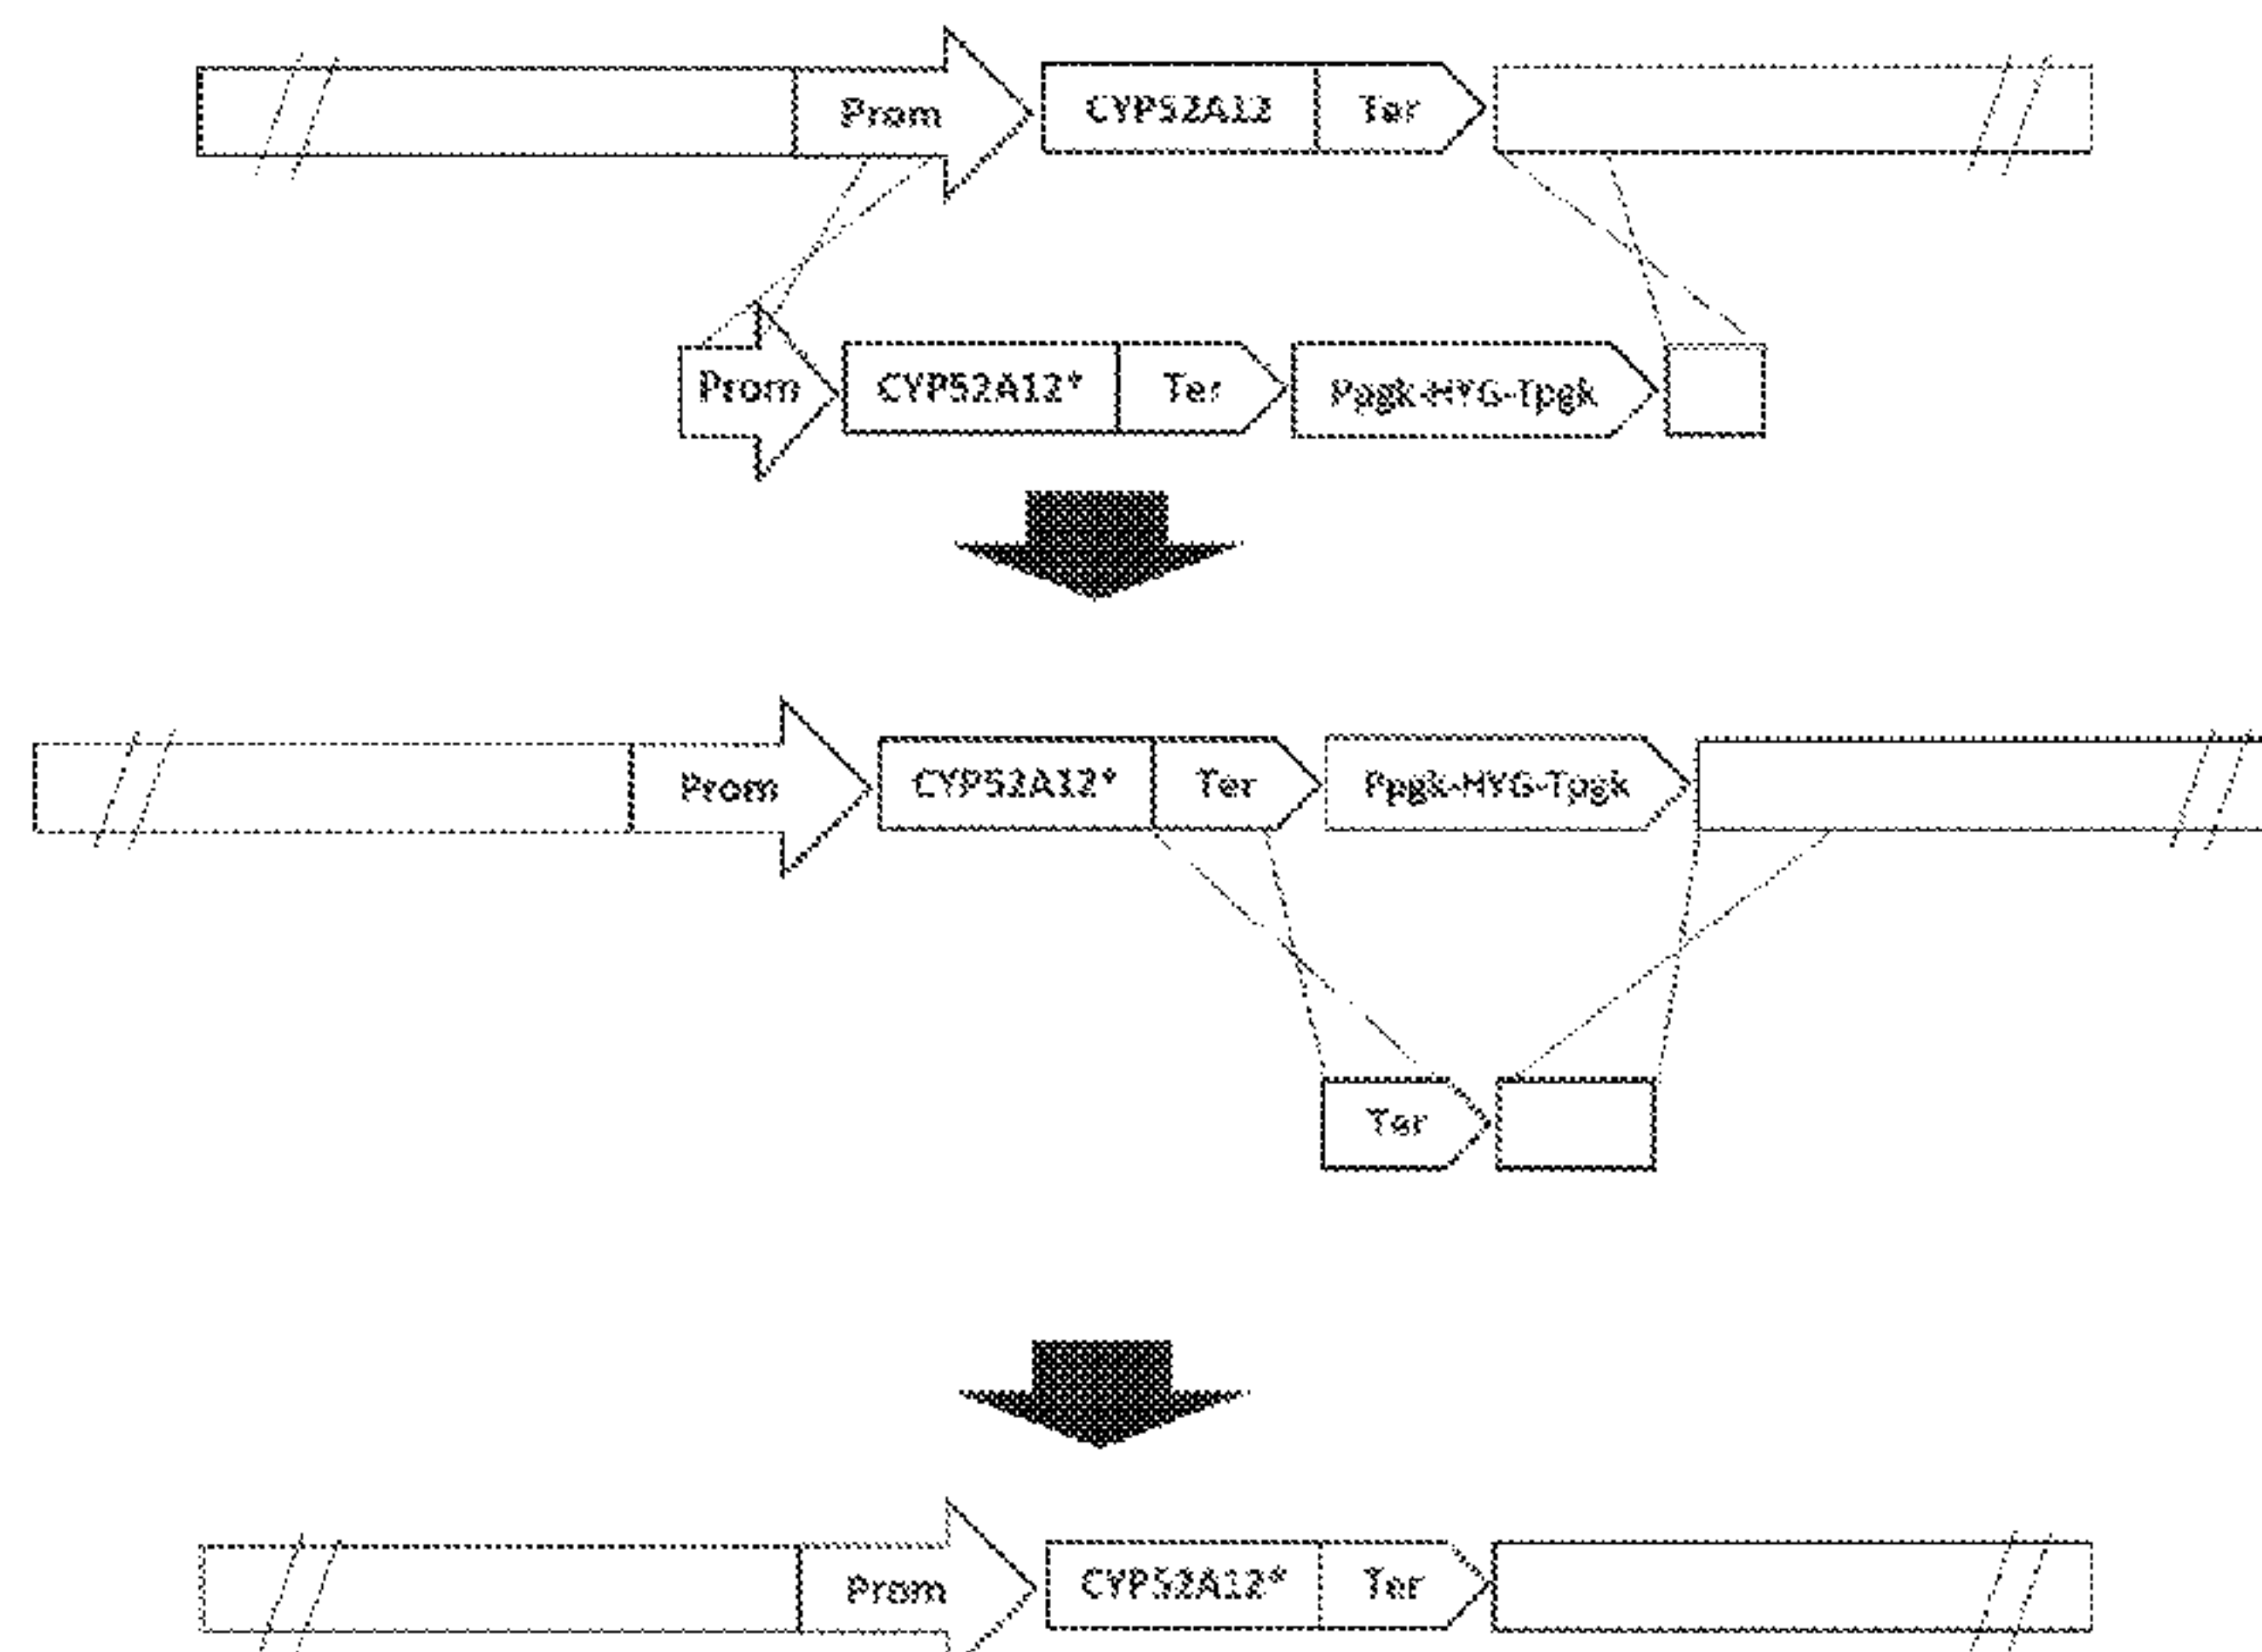 Prom CYP52A12 Ter
Prom CYP52A12* Ter Ppgk-HYG-Tpgk
Prom CYP52A12* Ter Ppgk-HYG-Tpgk
Ter
Prom CYP52A12* Ter